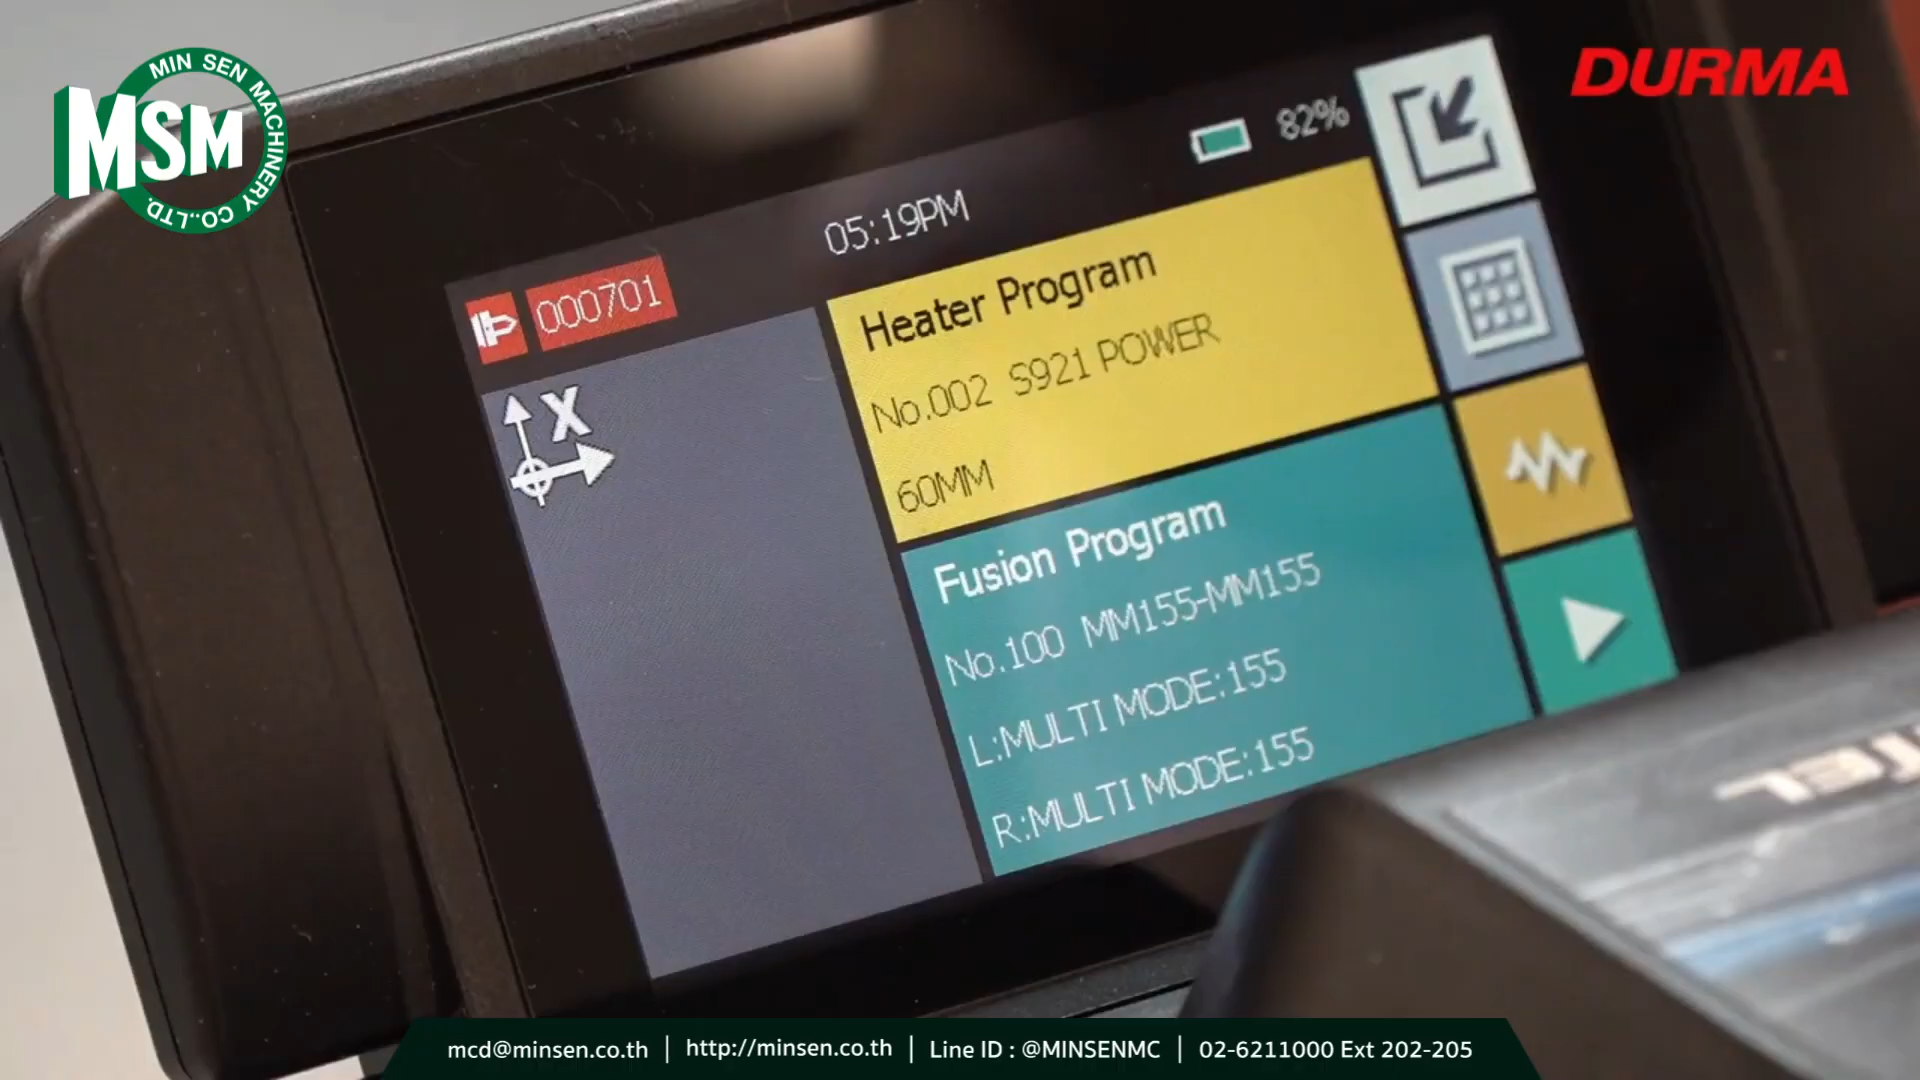 MIN SEN MACHINERY CO.,LTD.
MSM
DURMA
82%
05:19PM
000701
X
Heater Program
No.002 S921 POWER
60MM
Fusion Program
No.100 MM155-MM155
L:MULTI MODE:155
R:MULTI MODE:155
mcd@minsen.co.th | http://minsen.co.th | Line ID : @MINSENMC | 02-6211000 Ext 202-205